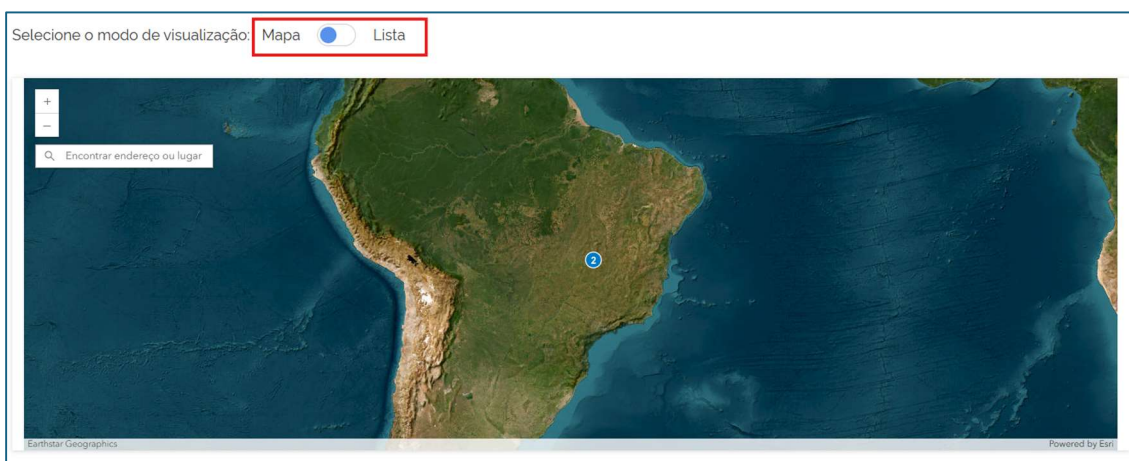 Selecione o modo de visualização: Mapa Lista
+
−
Encontrar endereço ou lugar
2
Earthstar Geographics
Powered by Esri